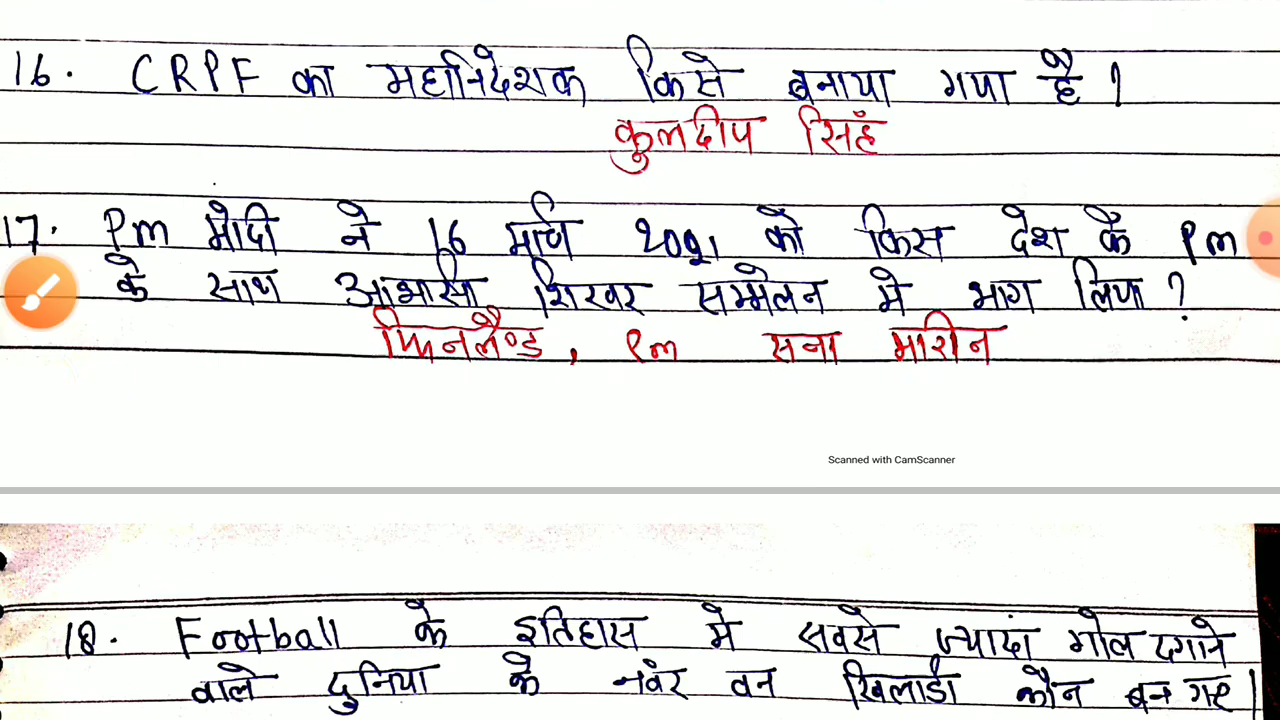 16. CRPF का महानिदेशक किसे बनाया गया है।
कुलदीप सिंह
17. Pm मोदी ने 16 मार्च 2021 को किस देश के Pm
के साथ आभासी शिखर सम्मेलन में भाग लिया ?
फिनलैण्ड, Pm सना मारीन
Scanned with CamScanner
18. Football के इतिहास में सबसे ज्यादा गोल दगाने
वाले दुनिया के नंबर वन खिलाडी कौन बन गए।